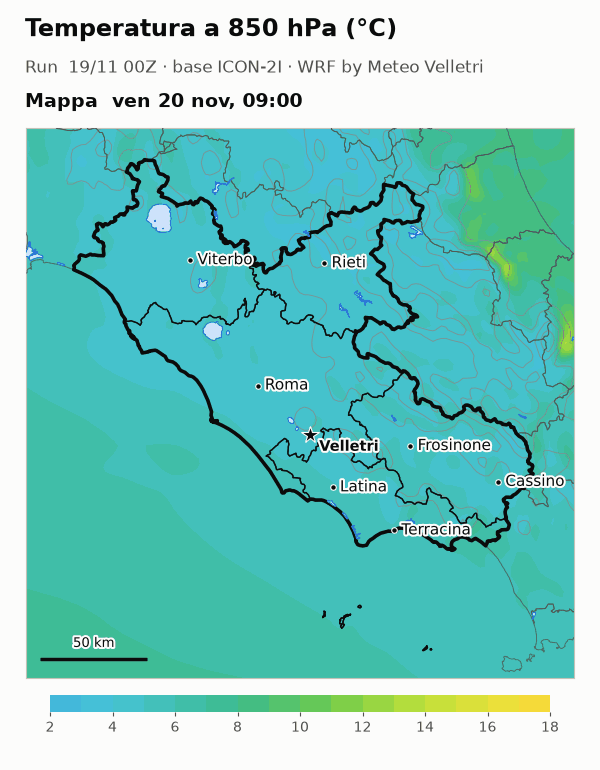 Temperatura a 850 hPa (°C)
Run  19/11 00Z · base ICON-2I · WRF by Meteo Velletri
Mappa  ven 20 nov, 09:00
Viterbo
Rieti
Roma
Velletri
Frosinone
Cassino
Latina
Terracina
50 km
2 4 6 8 10 12 14 16 18